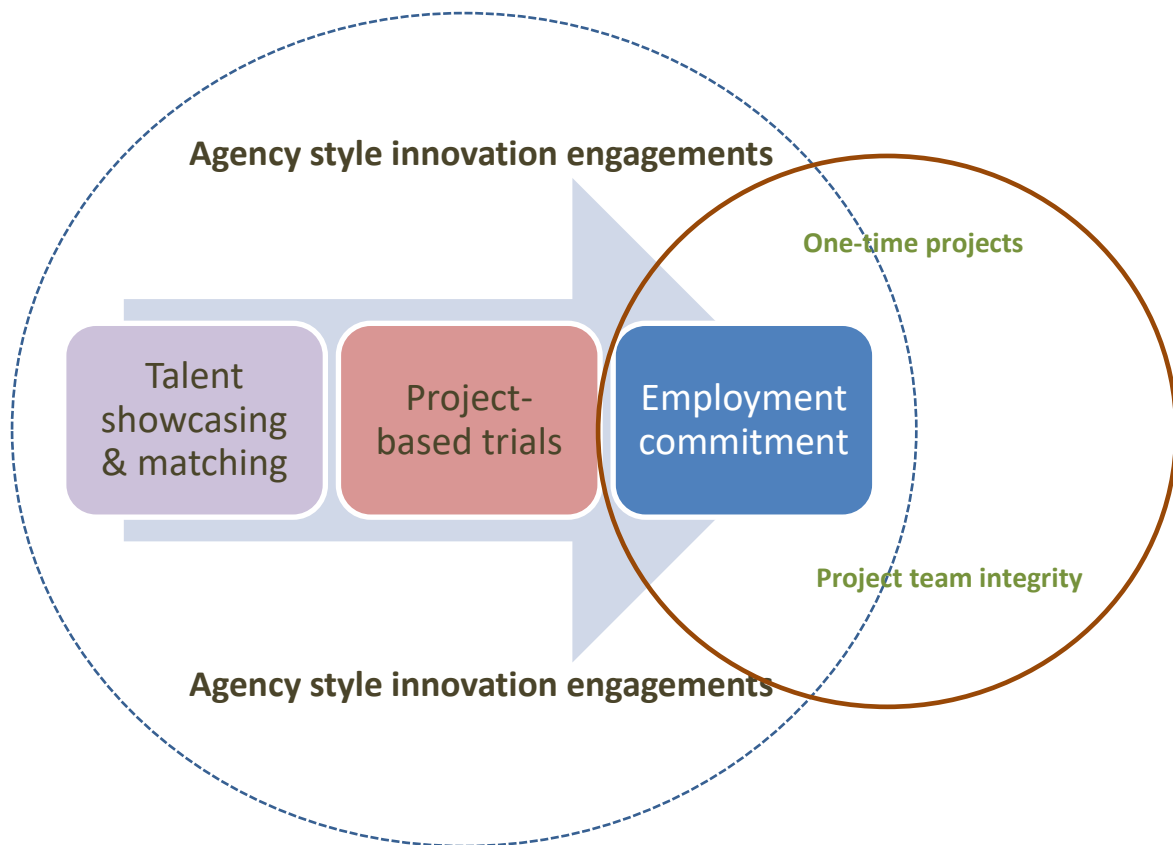 Agency style innovation engagements
One-time projects
Talent
showcasing
& matching
Project-
based trials
Employment
commitment
Project team integrity
Agency style innovation engagements